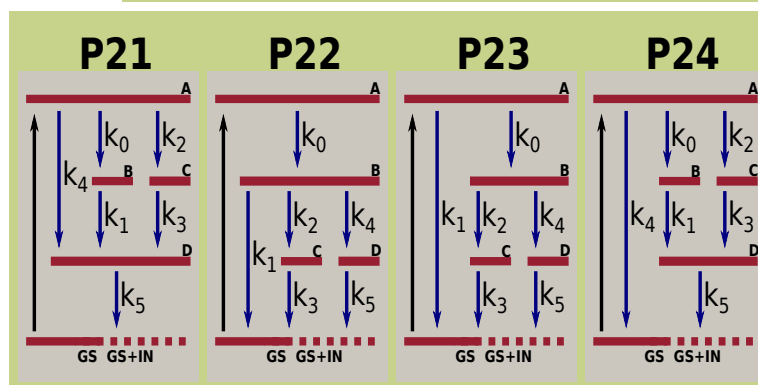 P21 P22 P23 P24
A A A A
k0 k2 k0 k0 k0 k2
k4 B C B B B C
k1 k3 k1 k2 k4 k1 k2 k4 k4 k1 k3
D C D C D D
k5 k3 k5 k3 k5 k5
GS GS+IN GS GS+IN GS GS+IN GS GS+IN